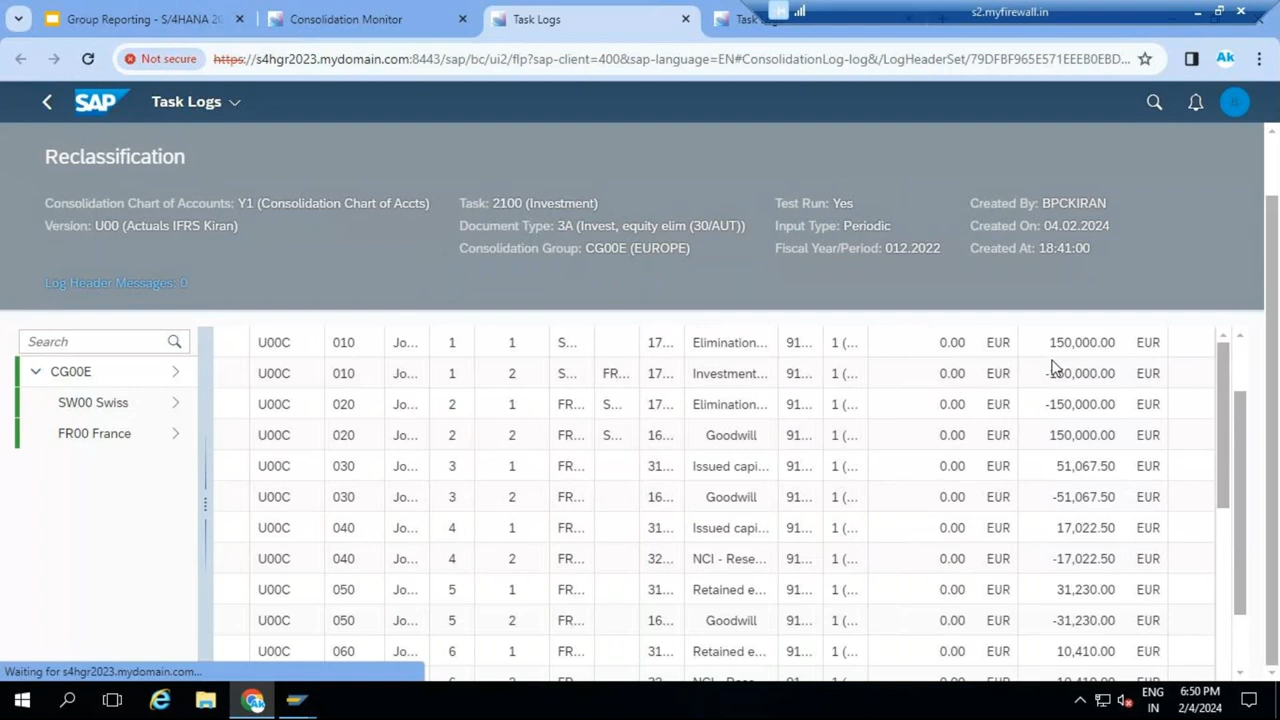 Group Reporting - S/4HANA 20
Consolidation Monitor
Task Logs
s2.myfirewall.in
Not secure
https://s4hgr2023.mydomain.com:8443/sap/bc/ui2/flp?sap-client=400&sap-language=EN#ConsolidationLog-log&/LogHeaderSet/79DFBF965E571EEEB0EBD...
Ak
SAP
Task Logs
Reclassification
Consolidation Chart of Accounts: Y1 (Consolidation Chart of Accts)
Version: U00 (Actuals IFRS Kiran)
Task: 2100 (Investment)
Document Type: 3A (Invest, equity elim (30/AUT))
Consolidation Group: CG00E (EUROPE)
Test Run: Yes
Input Type: Periodic
Fiscal Year/Period: 012.2022
Created By: BPCKIRAN
Created On: 04.02.2024
Created At: 18:41:00
Log Header Messages: 0
Search
CG00E
SW00 Swiss
FR00 France
U00C 010 Jo... 1 1 S... 17... Elimination... 91... 1 (... 0.00 EUR 150,000.00 EUR
U00C 010 Jo... 1 2 S... FR... 17... Investment... 91... 1 (... 0.00 EUR -150,000.00 EUR
U00C 020 Jo... 2 1 FR... S... 17... Elimination... 91... 1 (... 0.00 EUR -150,000.00 EUR
U00C 020 Jo... 2 2 FR... S... 16... Goodwill 91... 1 (... 0.00 EUR 150,000.00 EUR
U00C 030 Jo... 3 1 FR... 31... Issued capi... 91... 1 (... 0.00 EUR 51,067.50 EUR
U00C 030 Jo... 3 2 FR... 16... Goodwill 91... 1 (... 0.00 EUR -51,067.50 EUR
U00C 040 Jo... 4 1 FR... 31... Issued capi... 91... 1 (... 0.00 EUR 17,022.50 EUR
U00C 040 Jo... 4 2 FR... 32... NCI - Rese... 91... 1 (... 0.00 EUR -17,022.50 EUR
U00C 050 Jo... 5 1 FR... 31... Retained e... 91... 1 (... 0.00 EUR 31,230.00 EUR
U00C 050 Jo... 5 2 FR... 16... Goodwill 91... 1 (... 0.00 EUR -31,230.00 EUR
U00C 060 Jo... 6 1 FR... 31... Retained e... 91... 1 (... 0.00 EUR 10,410.00 EUR
Waiting for s4hgr2023.mydomain.com...
ENG
IN
6:50 PM
2/4/2024